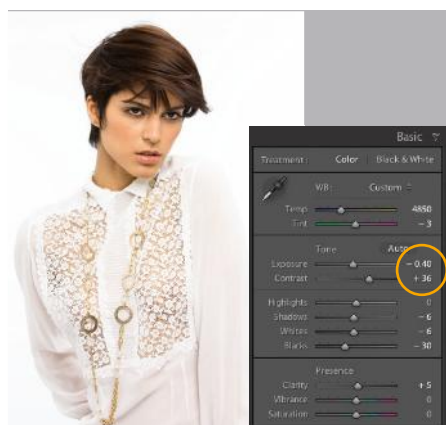 Basic
Treatment: Color | Black & White
WB: Custom
Temp 4850
Tint - 3
Tone Auto
Exposure - 0.40
Contrast + 36
Highlights 0
Shadows - 6
Whites - 6
Blacks - 30
Presence
Clarity + 5
Vibrance 0
Saturation 0